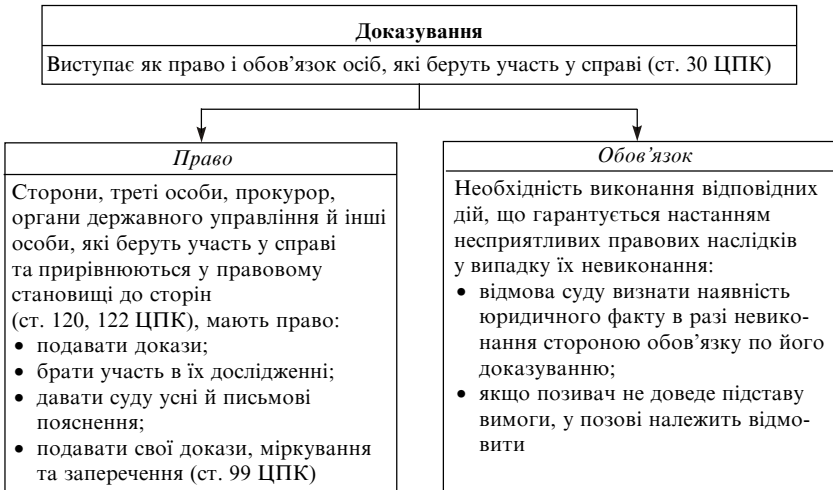 Доказування
Виступає як право і обов'язок осіб, які беруть участь у справі (ст. 30 ЦПК)
Право
Сторони, треті особи, прокурор,
органи державного управління й інші
особи, які беруть участь у справі
та прирівнюються у правовому
становищі до сторін
(ст. 120, 122 ЦПК), мають право:
• подавати докази;
• брати участь в їх дослідженні;
• давати суду усні й письмові
пояснення;
• подавати свої докази, міркування
та заперечення (ст. 99 ЦПК)
Обов'язок
Необхідність виконання відповідних
дій, що гарантується настанням
несприятливих правових наслідків
у випадку їх невиконання:
• відмова суду визнати наявність
юридичного факту в разі невико-
нання стороною обов'язку по його
доказуванню;
• якщо позивач не доведе підставу
вимоги, у позові належить відмо-
вити